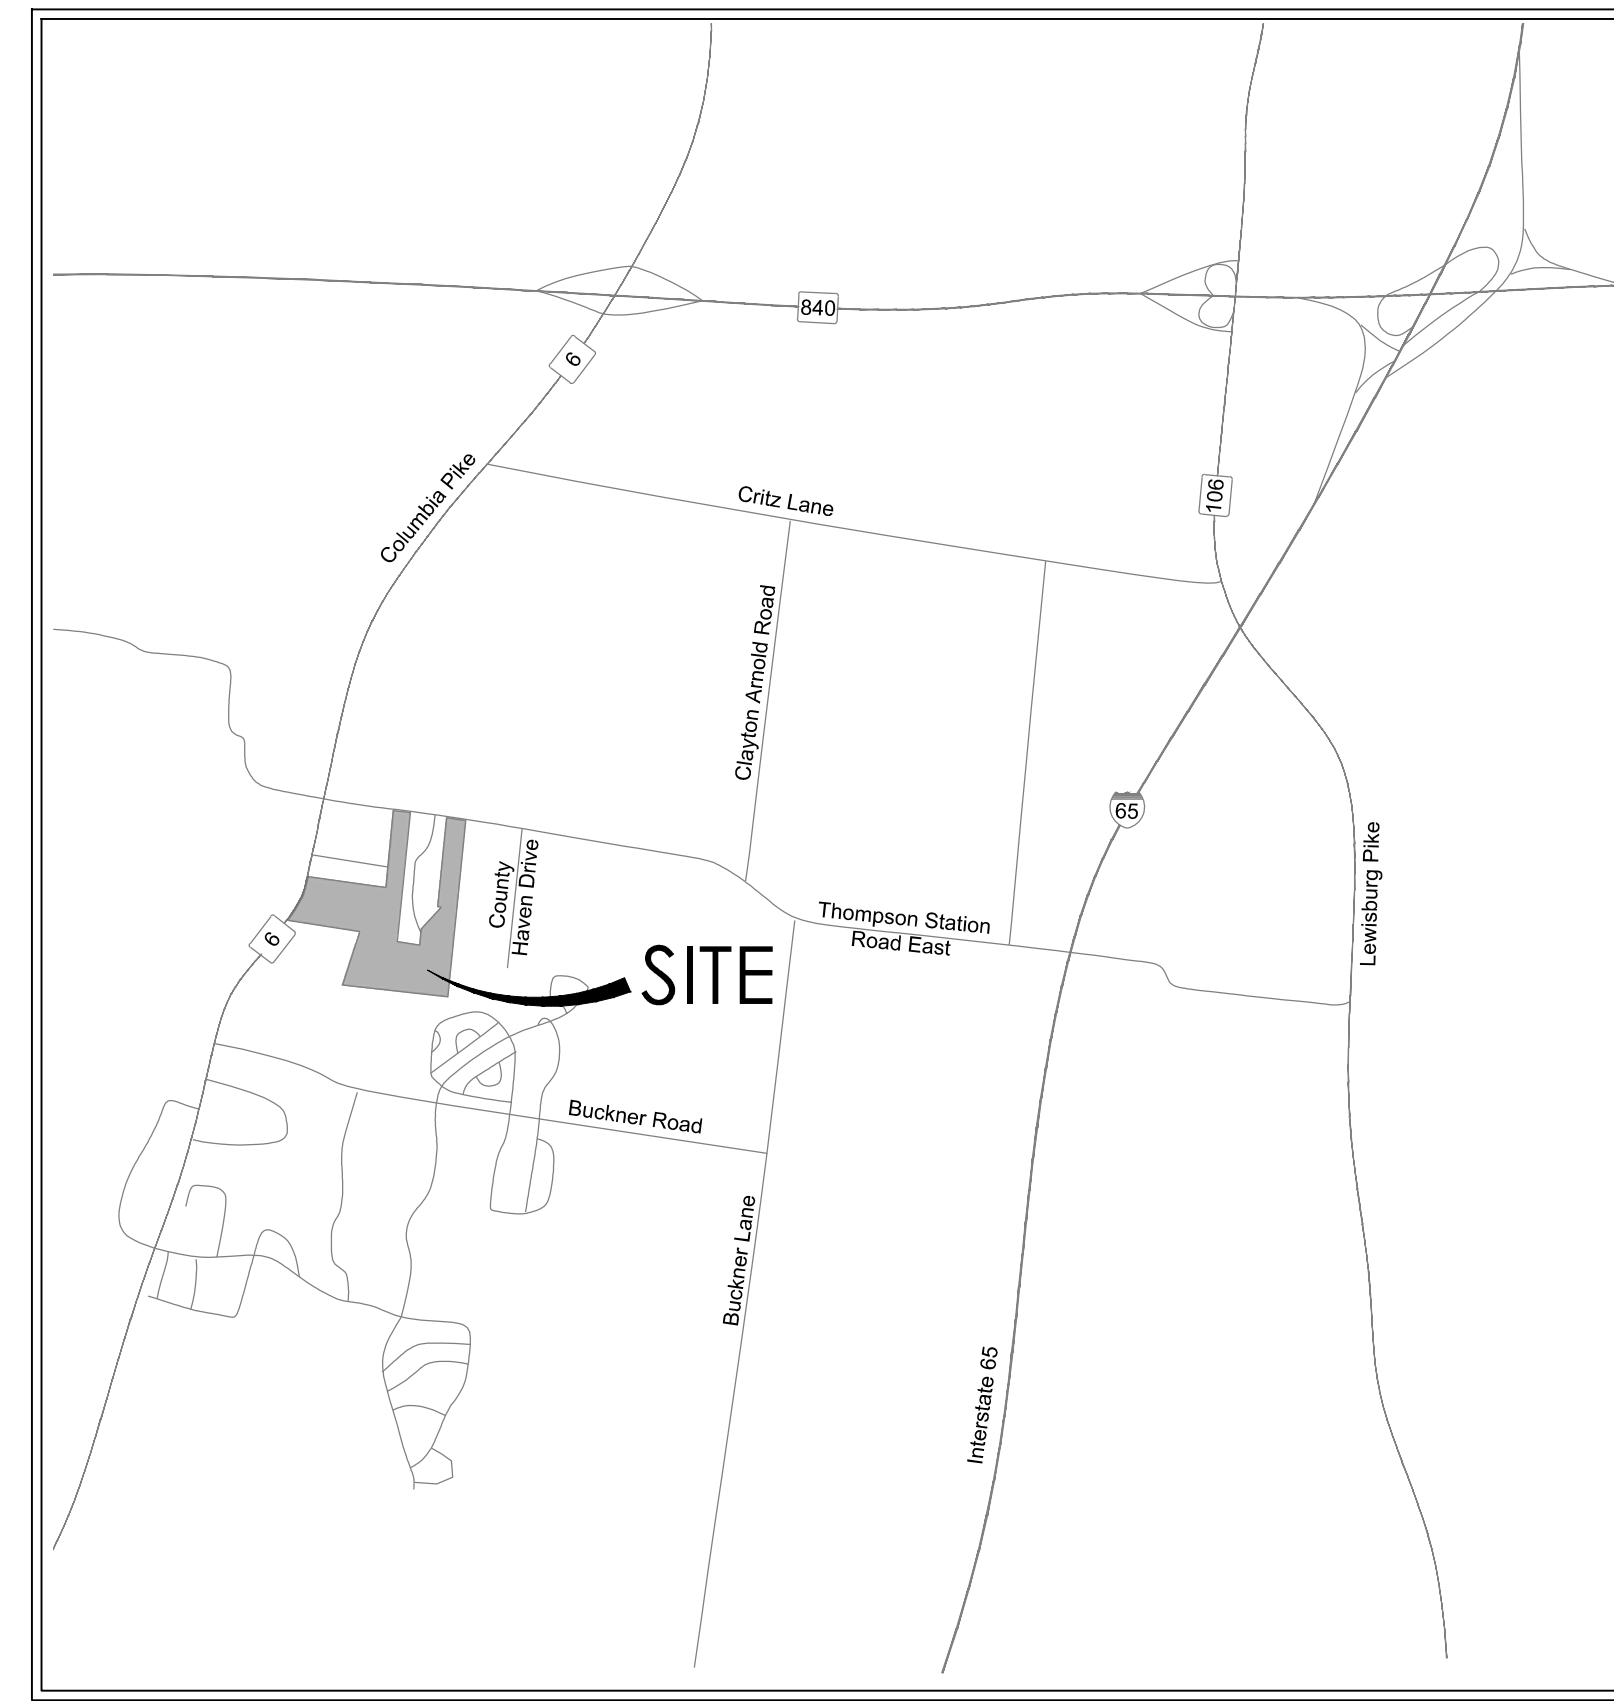 840
6
Columbia Pike
Critz Lane
106
Clayton Arnold Road
65
Lewisburg Pike
County
Haven Drive
Thompson Station
Road East
6
SITE
Buckner Road
Buckner Lane
Interstate 65